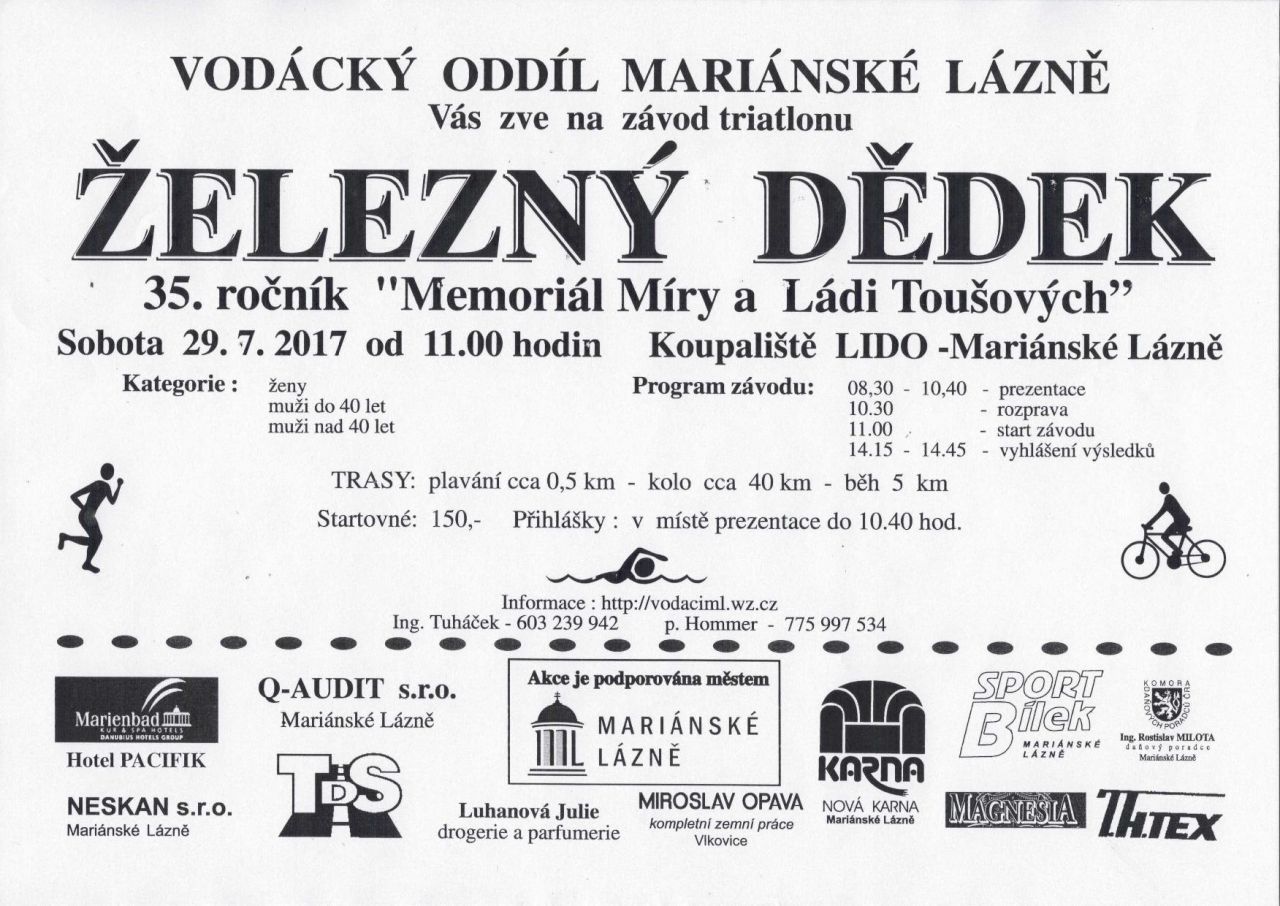 VODÁCKÝ ODDÍL MARIÁNSKÉ LÁZNĚ
Vás zve na závod triatlonu
ŽELEZNÝ DĚDEK
35. ročník "Memoriál Míry a Ládi Toušových”
Sobota 29. 7. 2017 od 11.00 hodin Koupaliště LIDO -Mariánské Lázně
Kategorie :
ženy
muži do 40 let
muži nad 40 let
Program závodu:
08,30 - 10,40 - prezentace
10.30 - rozprava
11.00 - start závodu
14.15 - 14.45 - vyhlášení výsledků
TRASY: plavání cca 0,5 km - kolo cca 40 km - běh 5 km
Startovné: 150,- Přihlášky : v místě prezentace do 10.40 hod.
Informace : http://vodaciml.wz.cz
Ing. Tuháček - 603 239 942 p. Hommer - 775 997 534
Marienbad
KUR & SPA HOTELS
DANUBIUS HOTELS GROUP
Hotel PACIFIK
NESKAN s.r.o.
Mariánské Lázně
Q-AUDIT s.r.o.
Mariánské Lázně
TDS
Akce je podporována městem
MARIÁNSKÉ
LÁZNĚ
Luhanová Julie
drogerie a parfumerie
MIROSLAV OPAVA
kompletní zemní práce
Vlkovice
KARNA
NOVÁ KARNA
Mariánské Lázně
SPORT
Bílek
MARIÁNSKÉ
LÁZNĚ
KOMORA
DAŇOVÝCH PORADCŮ ČR
Ing. Rostislav MILOTA
daňový poradce
Mariánské Lázně
MAGNESIA
T.H.TEX